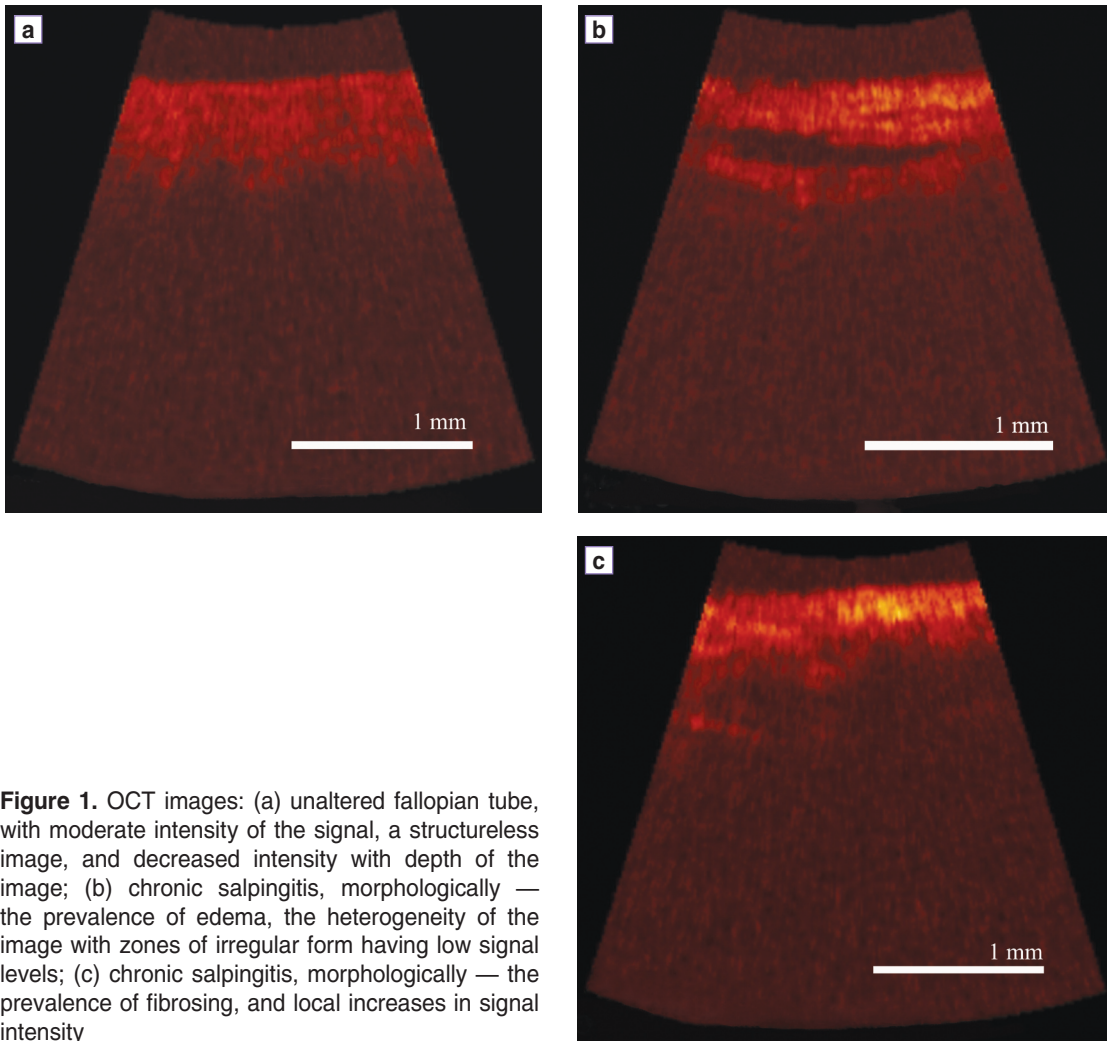 a
1 mm
b
1 mm
c
1 mm
Figure 1. OCT images: (a) unaltered fallopian tube,
with moderate intensity of the signal, a structureless
image, and decreased intensity with depth of the
image; (b) chronic salpingitis, morphologically —
the prevalence of edema, the heterogeneity of the
image with zones of irregular form having low signal
levels; (c) chronic salpingitis, morphologically — the
prevalence of fibrosing, and local increases in signal
intensity